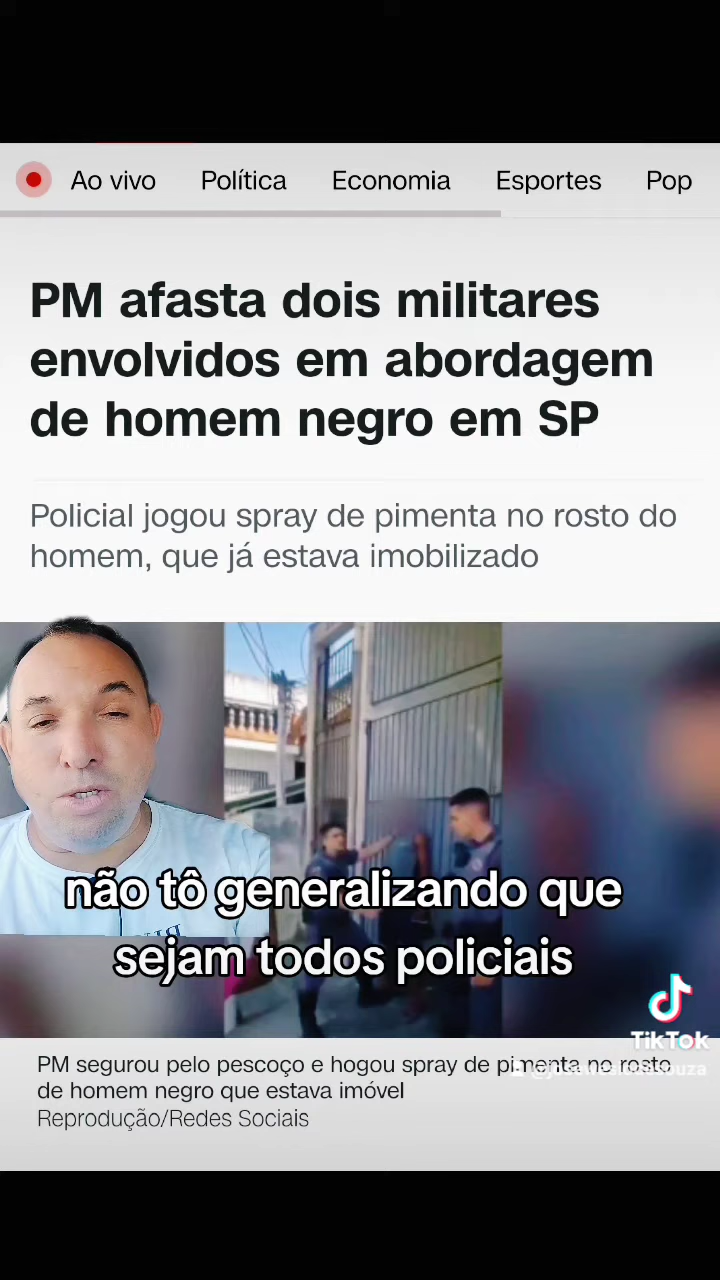 Ao vivo Política Economia Esportes Pop
PM afasta dois militares
envolvidos em abordagem
de homem negro em SP
Policial jogou spray de pimenta no rosto do
homem, que já estava imobilizado
não tô generalizando que
sejam todos policiais
TikTok
PM segurou pelo pescoço e hogou spray de pimenta no rosto
de homem negro que estava imóvel
Reprodução/Redes Sociais